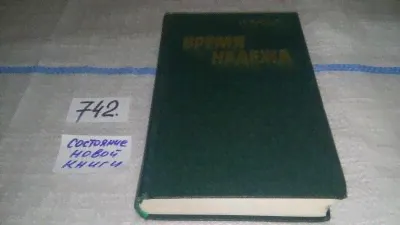 742.
СОСТОЯНИЕ
НОВОЙ
КНИГИ
ВРЕМЯ
НАДЕЖД